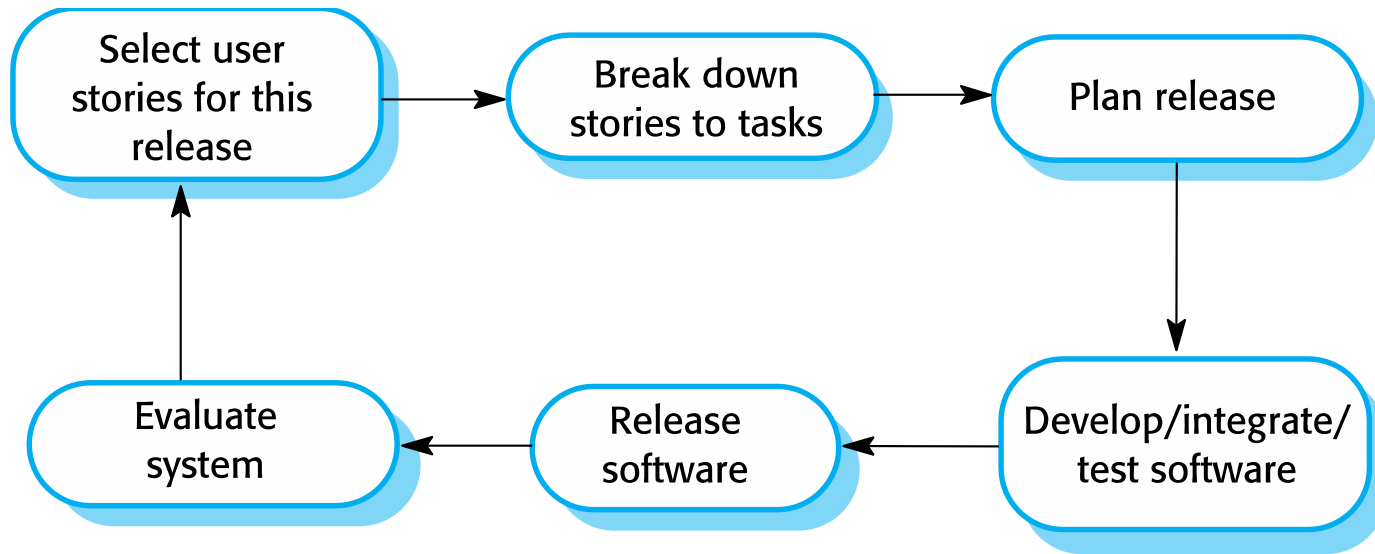 Select user
stories for this
release
Break down
stories to tasks
Plan release
Develop/integrate/
test software
Release
software
Evaluate
system